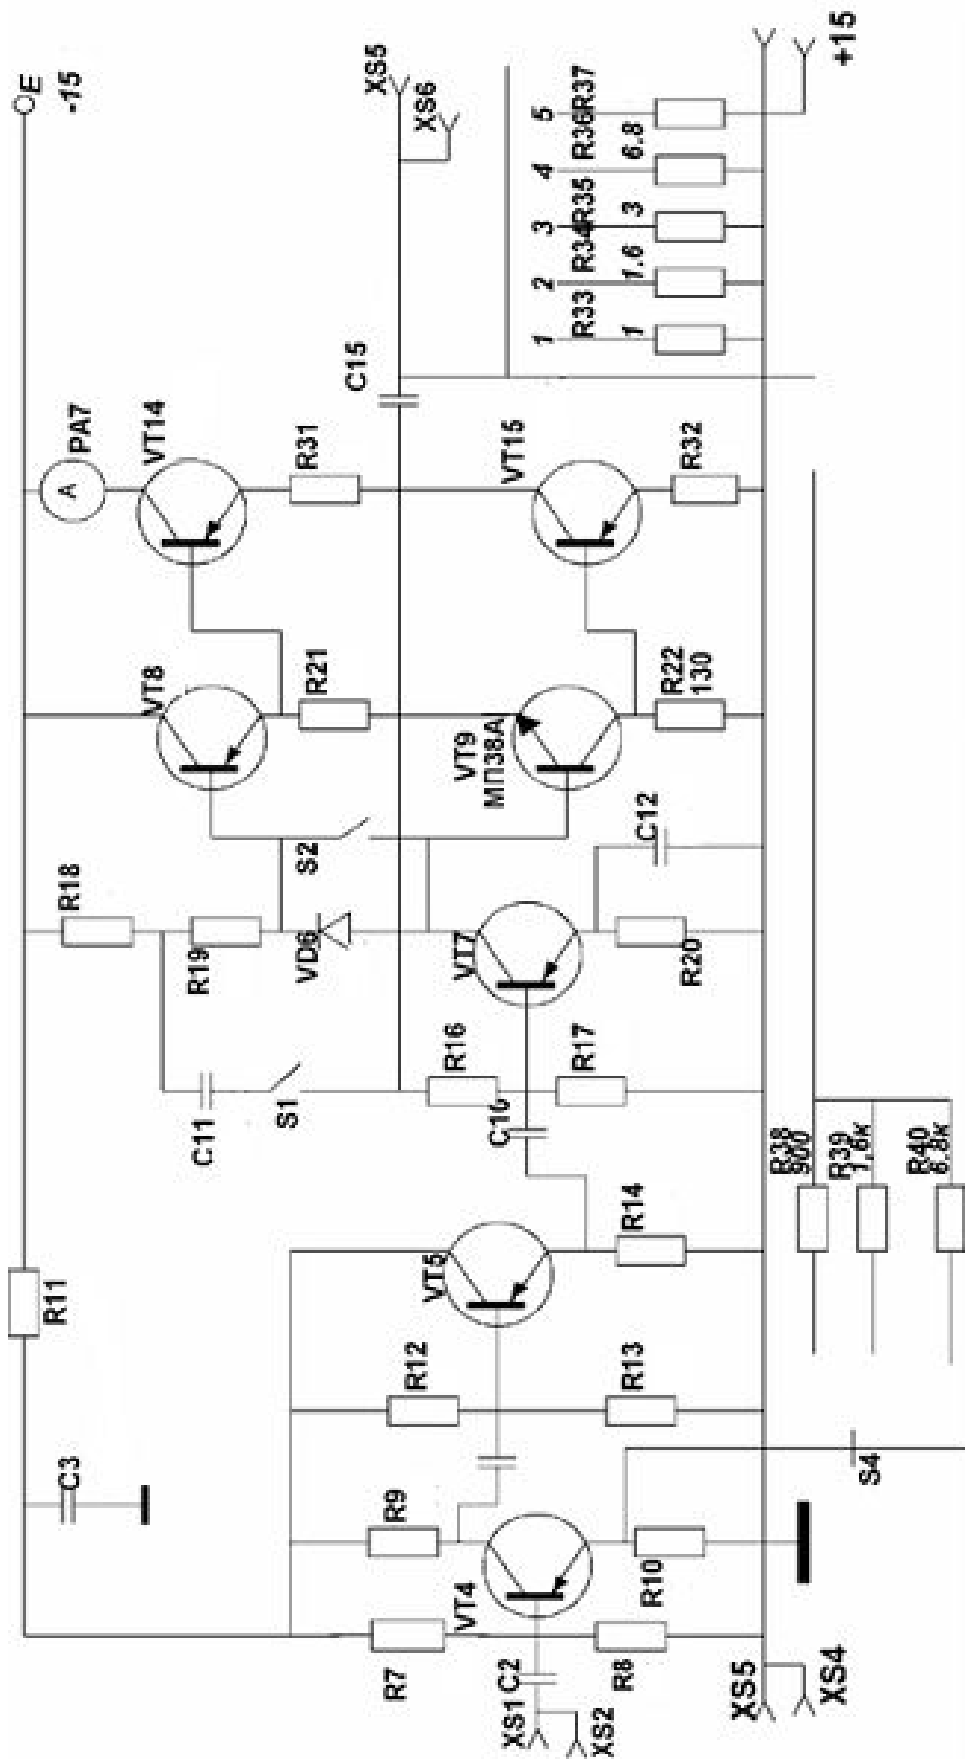 E
-15
XS5
XS6
PA7
A
VT14
R31
C15
VT15
R32
1
2
3
4
5
R33
R34
R35
R36
R37
1
1.6
3
6.8
+15
VT8
R21
VT9
МП38А
R22
130
R18
R19
VD6
S2
VT7
C12
R20
C11
S1
R16
R17
C10
R11
VT5
R14
R12
R13
R38
900
R39
1,6к
R40
6.8к
C3
R9
VT4
R10
S4
R7
R8
XS1
C2
XS2
XS5
XS4